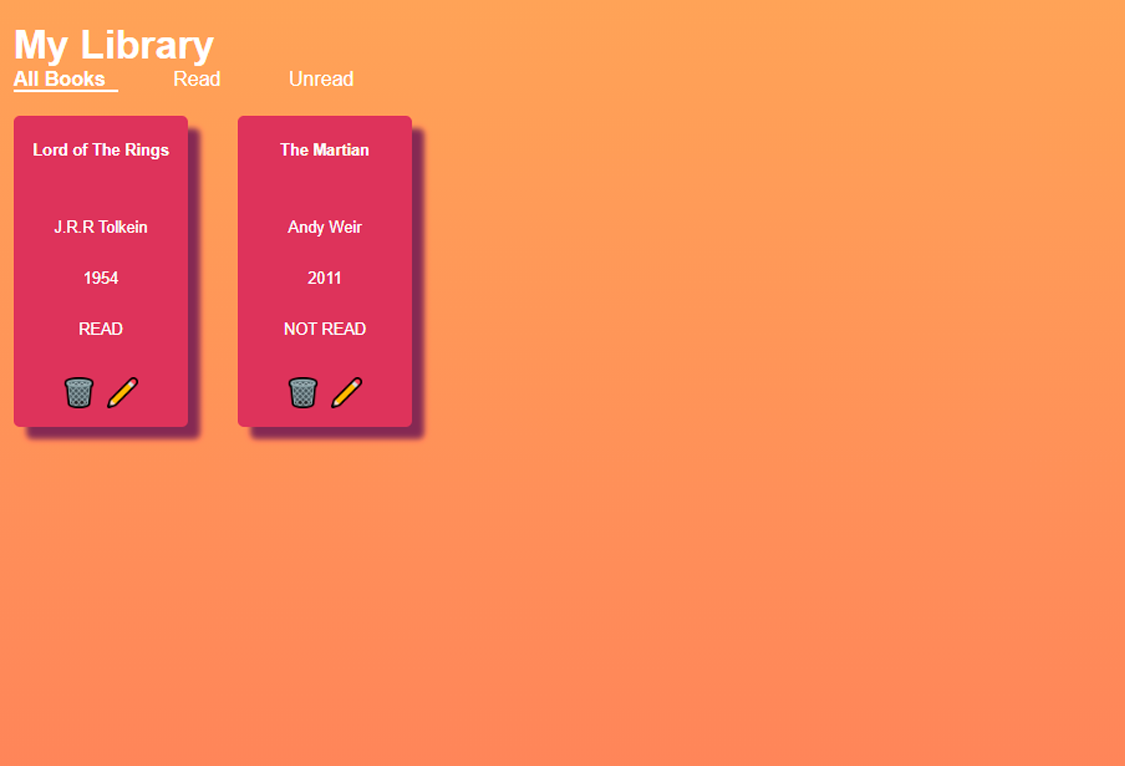 My Library
All Books Read Unread
Lord of The Rings
J.R.R Tolkein
1954
READ
The Martian
Andy Weir
2011
NOT READ